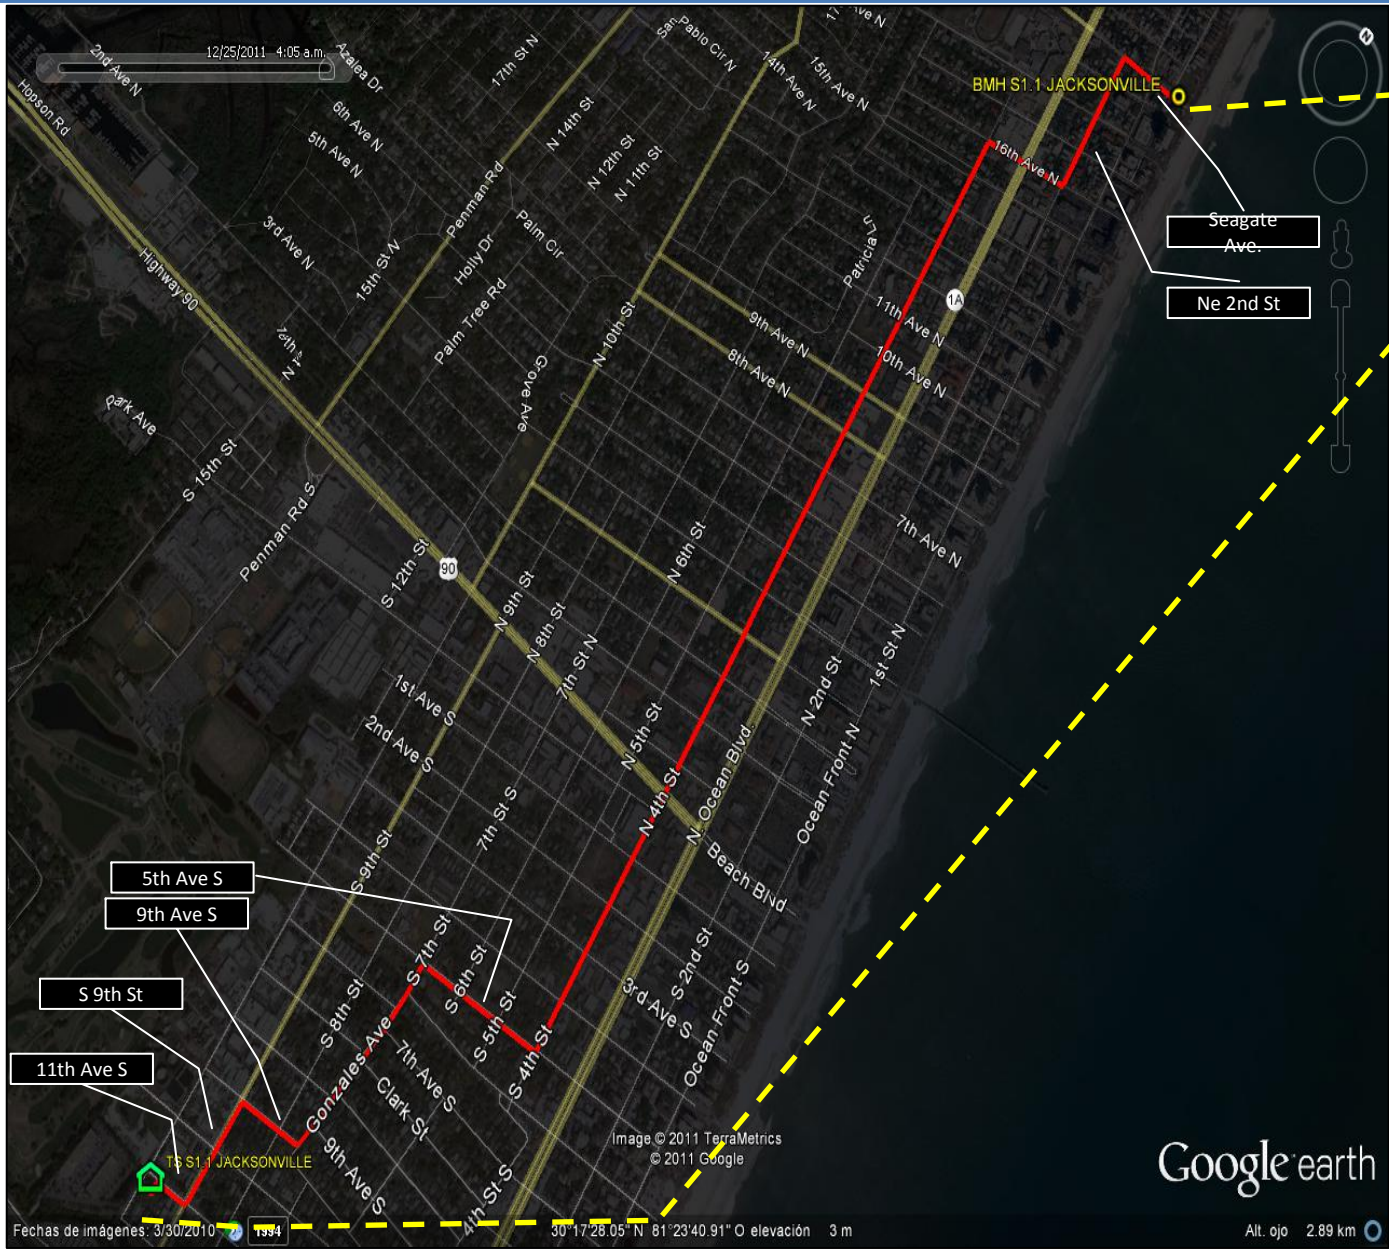 12/25/2011 4:05 a.m.
2nd Ave N
Hopson Rd
Azalea Dr
6th Ave N
5th Ave N
17th St N
San Pablo Cir N
17th Ave N
14th Ave N
15th Ave N
N 14th St
N 12th St
N 11th St
BMH S1.1 JACKSONVILLE
N
16th Ave N
Seagate
Ave.
Ne 2nd St
3rd Ave N
15th St N
Penman Rd
Holly Dr
Palm Cir
Palm Tree Rd
Highway 90
Patricia Ln
11th Ave N
1A
10th Ave N
9th Ave N
8th Ave N
N 10th St
Grove Ave
Park Ave
S 15th St
Penman Rd S
S 12th St
90
N 9th St
N 8th St
7th St N
N 6th St
7th Ave N
1st Ave S
2nd Ave S
N 5th St
N 4th St
N. Ocean Blvd.
N 2nd St
1st St N
Ocean Front N
Beach Blvd
7th St S
S 9th St
5th Ave S
9th Ave S
S 9th St
11th Ave S
S 7th St
S 6th St
S 5th St
S 4th St
S 8th St
Gonzales Ave
7th Ave S
Clark St
9th Ave S
4th St S
3rd Ave S
S 2nd St
Ocean Front S
TS S1.1 JACKSONVILLE
Image © 2011 TerraMetrics
© 2011 Google
Google earth
Fechas de imágenes: 3/30/2010
1994
30°17'28.05" N 81°23'40.91" O elevación 3 m
Alt. ojo 2.89 km